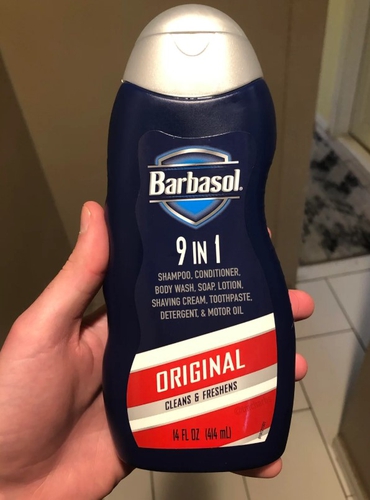 Barbasol®
9 IN 1
SHAMPOO, CONDITIONER,
BODY WASH, SOAP, LOTION,
SHAVING CREAM, TOOTHPASTE,
DETERGENT, & MOTOR OIL
ORIGINAL
CLEANS & FRESHENS
14 FL OZ (414 mL)